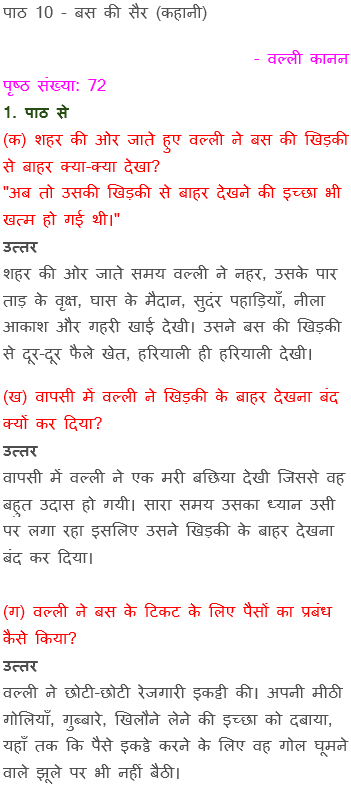 पाठ 10 - बस की सैर (कहानी)
- वल्ली कानन
पृष्ठ संख्या: 72
1. पाठ से
(क) शहर की ओर जाते हुए वल्ली ने बस की खिड़की
से बाहर क्या-क्या देखा?
"अब तो उसकी खिड़की से बाहर देखने की इच्छा भी
खत्म हो गई थी।"
उत्तर
शहर की ओर जाते समय वल्ली ने नहर, उसके पार
ताड़ के वृक्ष, घास के मैदान, सुदंर पहाड़ियाँ, नीला
आकाश और गहरी खाई देखी। उसने बस की खिड़की
से दूर-दूर फैले खेत, हरियाली ही हरियाली देखी।
(ख) वापसी में वल्ली ने खिड़की के बाहर देखना बंद
क्यों कर दिया?
उत्तर
वापसी में वल्ली ने एक मरी बछिया देखी जिससे वह
बहुत उदास हो गयी। सारा समय उसका ध्यान उसी
पर लगा रहा इसलिए उसने खिड़की के बाहर देखना
बंद कर दिया।
(ग) वल्ली ने बस के टिकट के लिए पैसों का प्रबंध
कैसे किया?
उत्तर
वल्ली ने छोटी-छोटी रेजगारी इकट्टी की। अपनी मीठी
गोलियाँ, गुब्बारे, खिलौने लेने की इच्छा को दबाया,
यहाँ तक कि पैसे इकट्ठे करने के लिए वह गोल घूमने
वाले झूले पर भी नहीं बैठी।